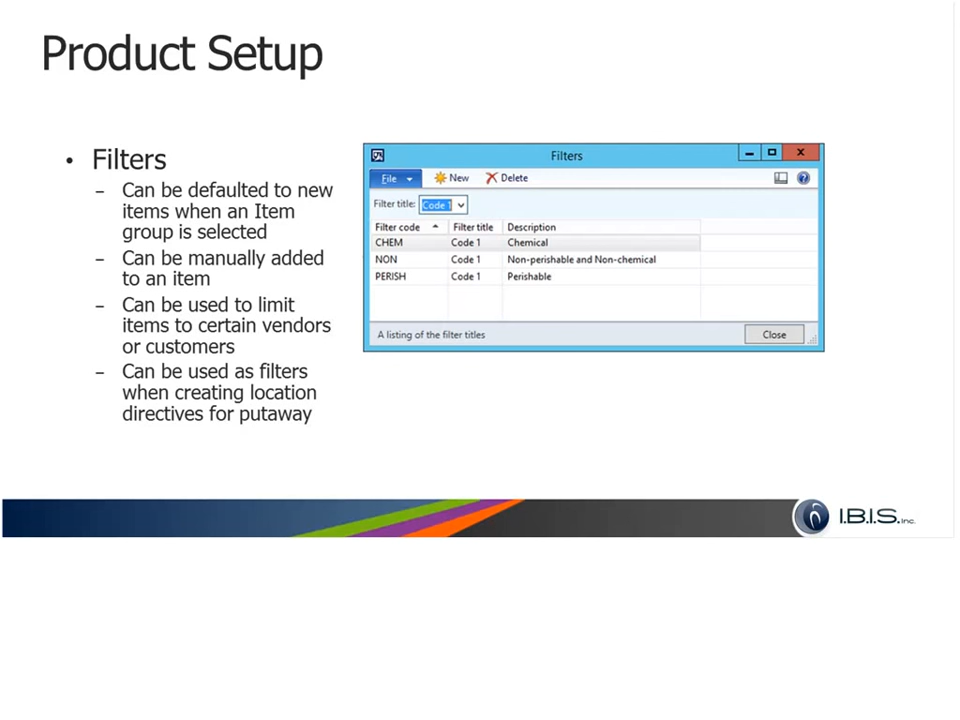 Product Setup
• Filters
– Can be defaulted to new
items when an Item
group is selected
– Can be manually added
to an item
– Can be used to limit
items to certain vendors
or customers
– Can be used as filters
when creating location
directives for putaway
Filters
File New Delete
Filter title: Code 1
Filter code Filter title Description
CHEM Code 1 Chemical
NON Code 1 Non-perishable and Non-chemical
PERISH Code 1 Perishable
A listing of the filter titles Close
I.B.I.S. Inc.